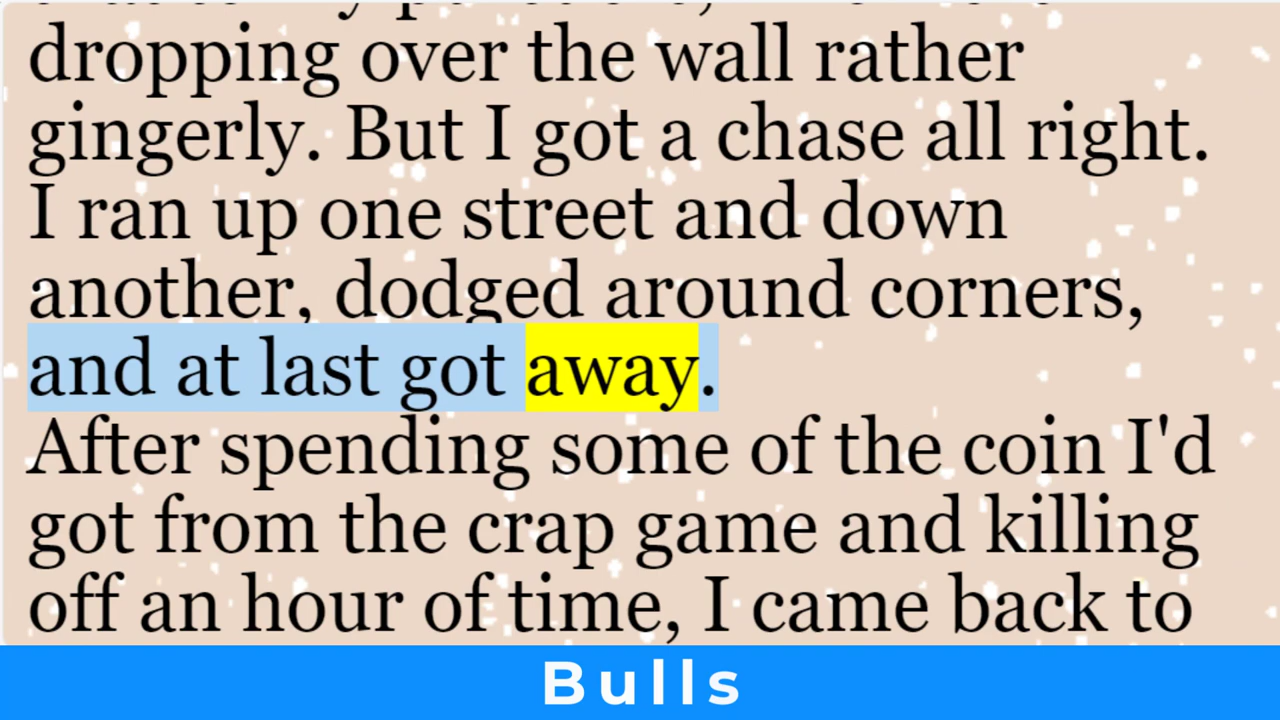 dropping over the wall rather
gingerly. But I got a chase all right.
I ran up one street and down
another, dodged around corners,
and at last got away.
After spending some of the coin I'd
got from the crap game and killing
off an hour of time, I came back to
Bulls